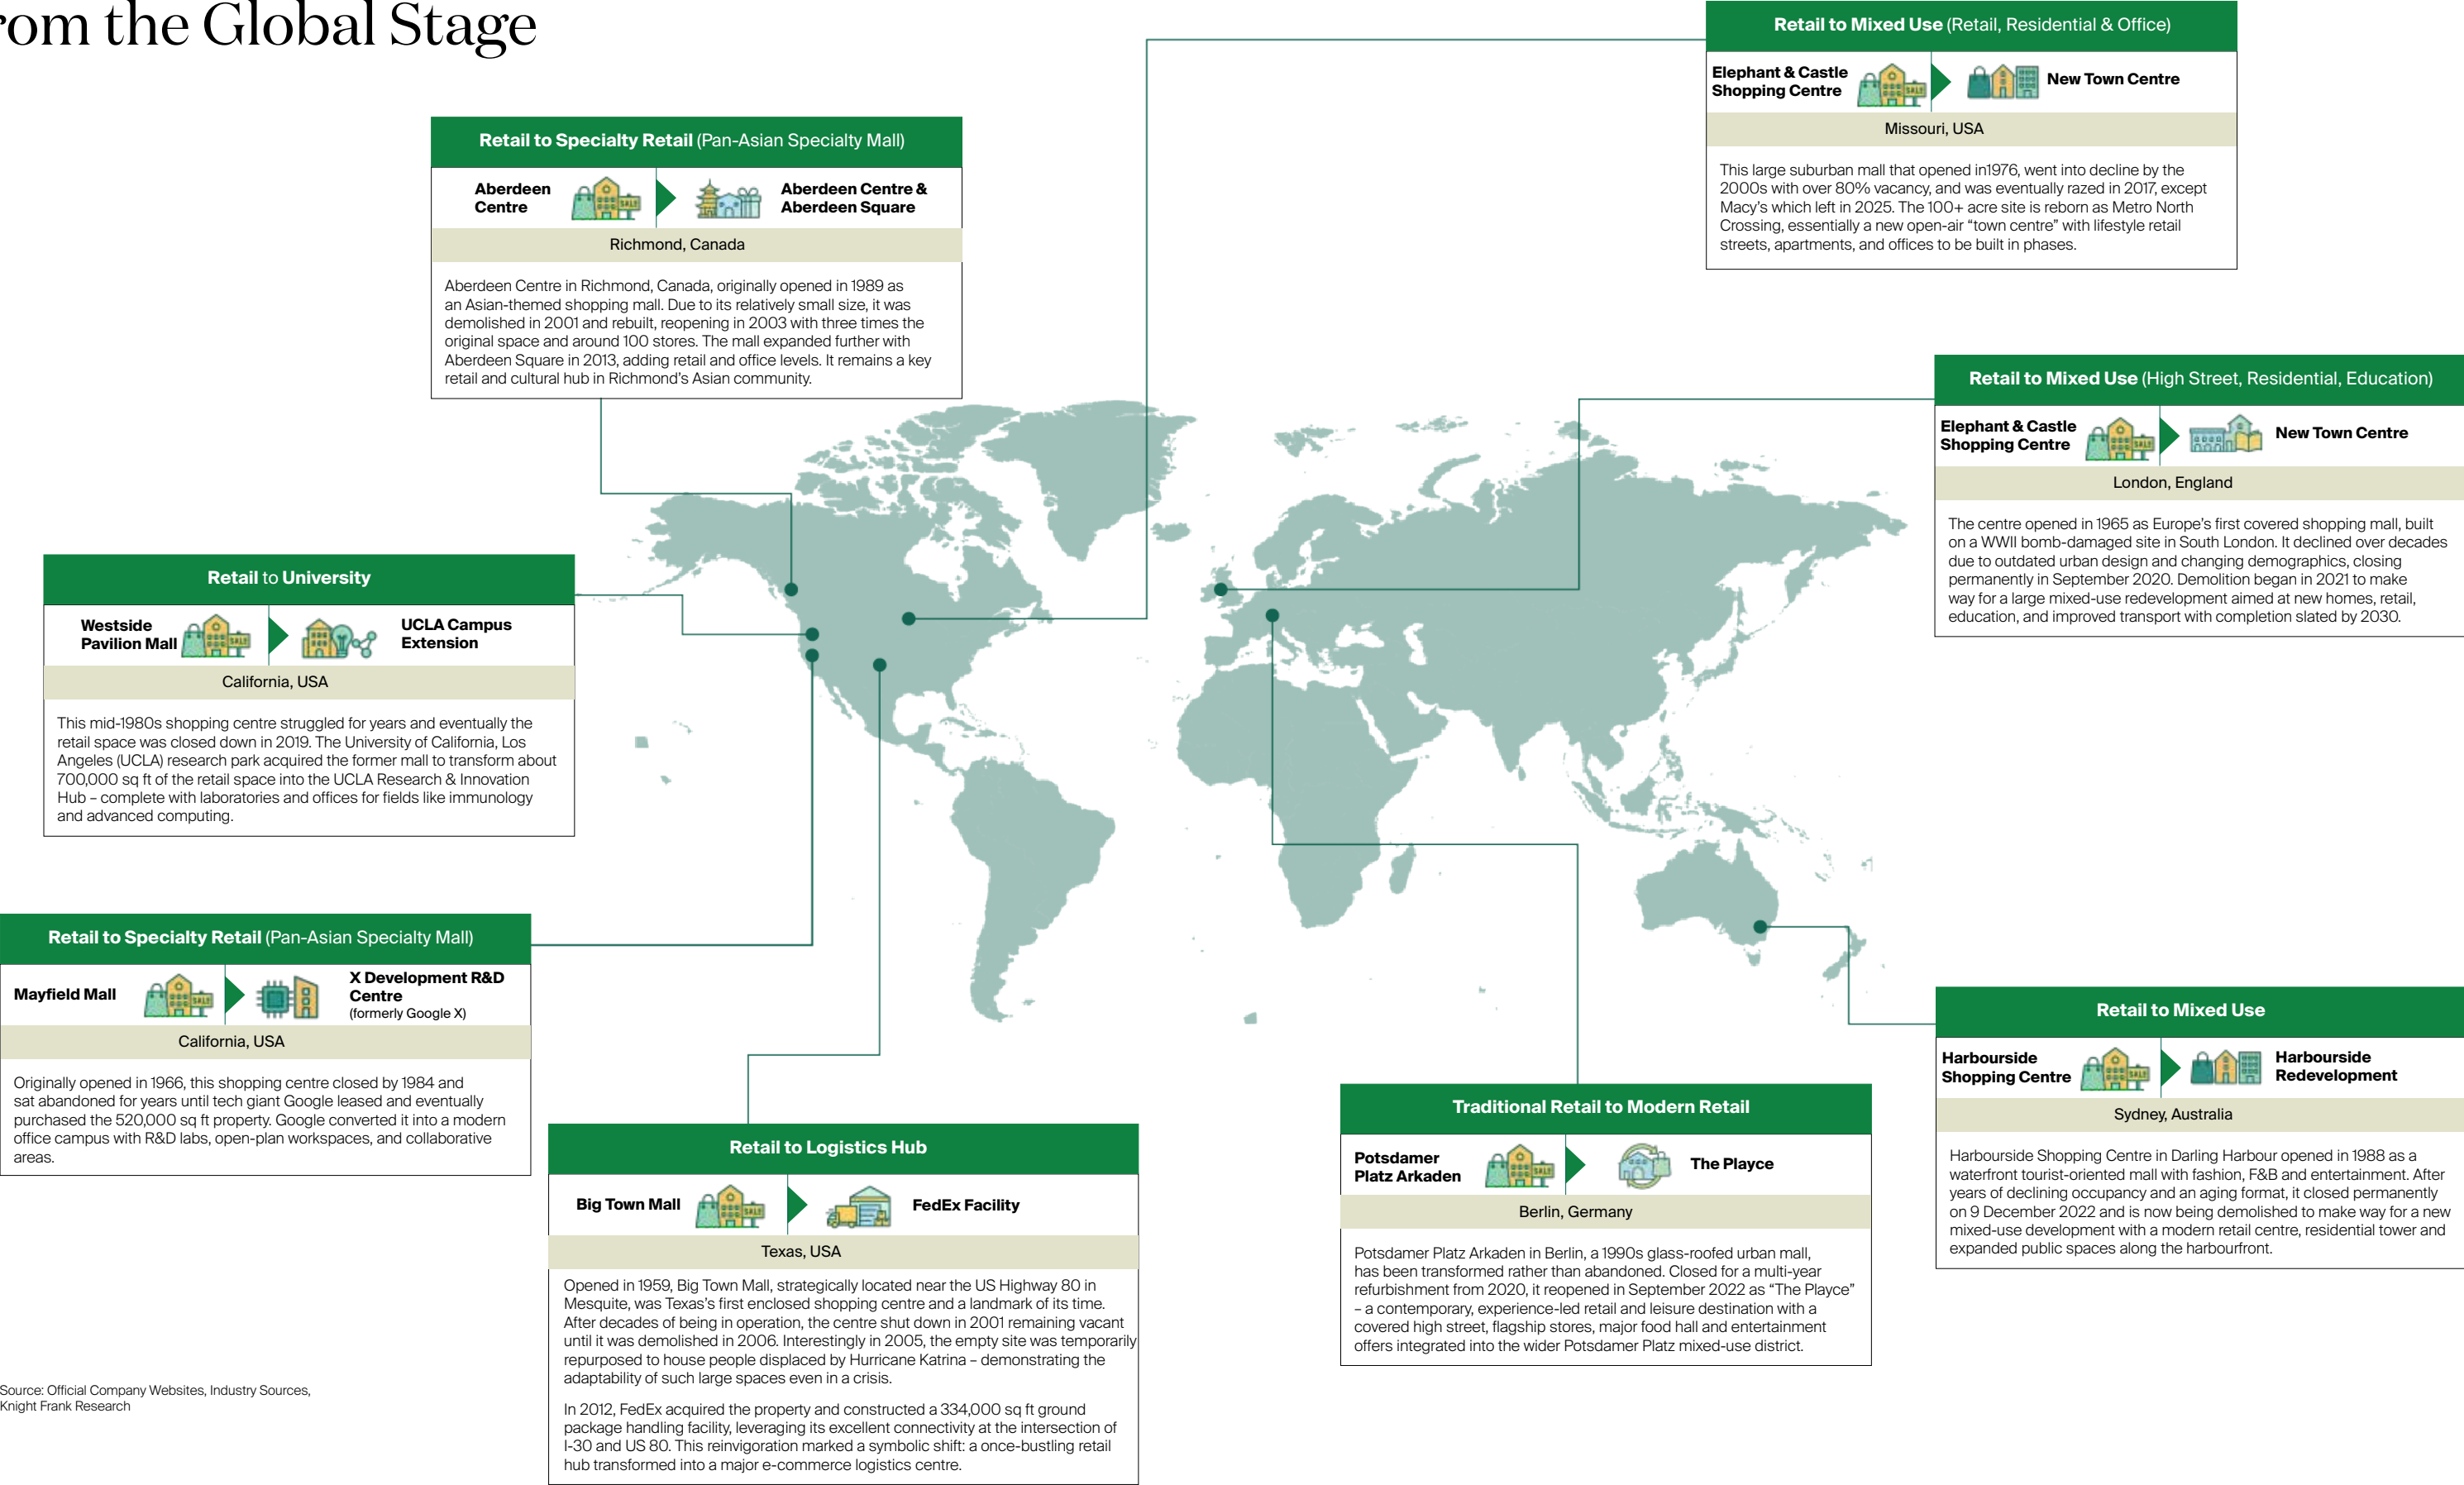 rom the Global Stage
Retail to Mixed Use (Retail, Residential & Office)
Elephant & Castle
Shopping Centre
SALE
New Town Centre
Missouri, USA
This large suburban mall that opened in1976, went into decline by the
2000s with over 80% vacancy, and was eventually razed in 2017, except
Macy's which left in 2025. The 100+ acre site is reborn as Metro North
Crossing, essentially a new open-air “town centre” with lifestyle retail
streets, apartments, and offices to be built in phases.
Retail to Specialty Retail (Pan-Asian Specialty Mall)
Aberdeen
Centre
SALE
Aberdeen Centre &
Aberdeen Square
Richmond, Canada
Aberdeen Centre in Richmond, Canada, originally opened in 1989 as
an Asian-themed shopping mall. Due to its relatively small size, it was
demolished in 2001 and rebuilt, reopening in 2003 with three times the
original space and around 100 stores. The mall expanded further with
Aberdeen Square in 2013, adding retail and office levels. It remains a key
retail and cultural hub in Richmond's Asian community.
Retail to Mixed Use (High Street, Residential, Education)
Elephant & Castle
Shopping Centre
SALE
New Town Centre
London, England
The centre opened in 1965 as Europe's first covered shopping mall, built
on a WWII bomb-damaged site in South London. It declined over decades
due to outdated urban design and changing demographics, closing
permanently in September 2020. Demolition began in 2021 to make
way for a large mixed-use redevelopment aimed at new homes, retail,
education, and improved transport with completion slated by 2030.
Retail to University
Westside
Pavilion Mall
SALE
UCLA Campus
Extension
California, USA
This mid-1980s shopping centre struggled for years and eventually the
retail space was closed down in 2019. The University of California, Los
Angeles (UCLA) research park acquired the former mall to transform about
700,000 sq ft of the retail space into the UCLA Research & Innovation
Hub – complete with laboratories and offices for fields like immunology
and advanced computing.
Retail to Specialty Retail (Pan-Asian Specialty Mall)
Mayfield Mall
SALE
X Development R&D
Centre
(formerly Google X)
California, USA
Originally opened in 1966, this shopping centre closed by 1984 and
sat abandoned for years until tech giant Google leased and eventually
purchased the 520,000 sq ft property. Google converted it into a modern
office campus with R&D labs, open-plan workspaces, and collaborative
areas.
Retail to Logistics Hub
Big Town Mall
SALE
FedEx Facility
Texas, USA
Opened in 1959, Big Town Mall, strategically located near the US Highway 80 in
Mesquite, was Texas's first enclosed shopping centre and a landmark of its time.
After decades of being in operation, the centre shut down in 2001 remaining vacant
until it was demolished in 2006. Interestingly in 2005, the empty site was temporarily
repurposed to house people displaced by Hurricane Katrina – demonstrating the
adaptability of such large spaces even in a crisis.
In 2012, FedEx acquired the property and constructed a 334,000 sq ft ground
package handling facility, leveraging its excellent connectivity at the intersection of
I-30 and US 80. This reinvigoration marked a symbolic shift: a once-bustling retail
hub transformed into a major e-commerce logistics centre.
Traditional Retail to Modern Retail
Potsdamer
Platz Arkaden
SALE
The Playce
Berlin, Germany
Potsdamer Platz Arkaden in Berlin, a 1990s glass-roofed urban mall,
has been transformed rather than abandoned. Closed for a multi-year
refurbishment from 2020, it reopened in September 2022 as “The Playce”
– a contemporary, experience-led retail and leisure destination with a
covered high street, flagship stores, major food hall and entertainment
offers integrated into the wider Potsdamer Platz mixed-use district.
Retail to Mixed Use
Harbourside
Shopping Centre
SALE
Harbourside
Redevelopment
Sydney, Australia
Harbourside Shopping Centre in Darling Harbour opened in 1988 as a
waterfront tourist-oriented mall with fashion, F&B and entertainment. After
years of declining occupancy and an aging format, it closed permanently
on 9 December 2022 and is now being demolished to make way for a new
mixed-use development with a modern retail centre, residential tower and
expanded public spaces along the harbourfront.
Source: Official Company Websites, Industry Sources,
Knight Frank Research